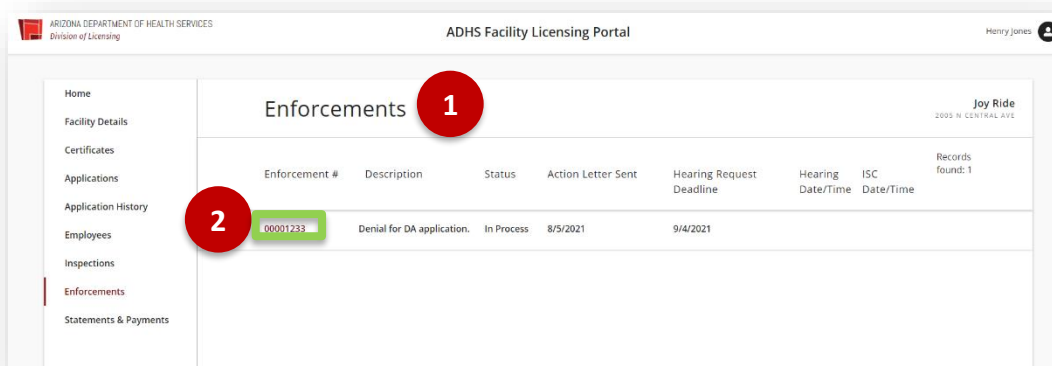 ARIZONA DEPARTMENT OF HEALTH SERVICES
Division of Licensing
ADHS Facility Licensing Portal
Henry Jones
Home
Facility Details
Certificates
Applications
Application History
Employees
Inspections
Enforcements
Statements & Payments
Enforcements
1
Joy Ride
2005 N CENTRAL AVE
Records
found: 1
Enforcement #
Description
Status
Action Letter Sent
Hearing Request
Deadline
Hearing
Date/Time
ISC
Date/Time
2
00001233
Denial for DA application.
In Process
8/5/2021
9/4/2021